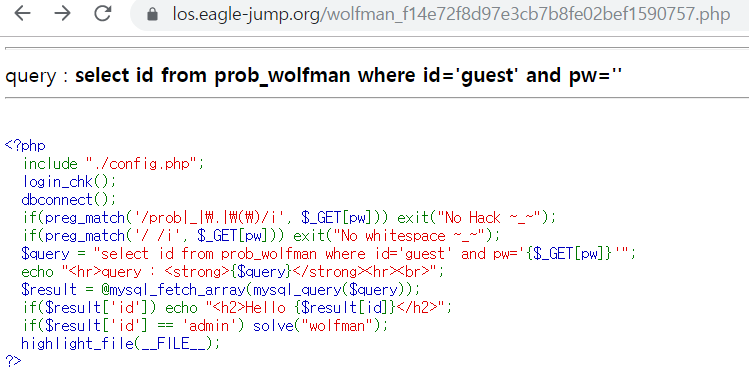 los.eagle-jump.org/wolfman_f14e72f8d97e3cb7b8fe02bef1590757.php
query : select id from prob_wolfman where id='guest' and pw=''
<?php
  include "./config.php";
  login_chk();
  dbconnect();
  if(preg_match('/prob|_|₩.|₩(₩)/i', $_GET[pw])) exit("No Hack ~_~");
  if(preg_match('/ /i', $_GET[pw])) exit("No whitespace ~_~");
  $query = "select id from prob_wolfman where id='guest' and pw='{$_GET[pw]}'";
  echo "<hr>query : <strong>{$query}</strong><hr><br>";
  $result = @mysql_fetch_array(mysql_query($query));
  if($result['id']) echo "<h2>Hello {$result[id]}</h2>";
  if($result['id'] == 'admin') solve("wolfman");
  highlight_file(__FILE__);
?>